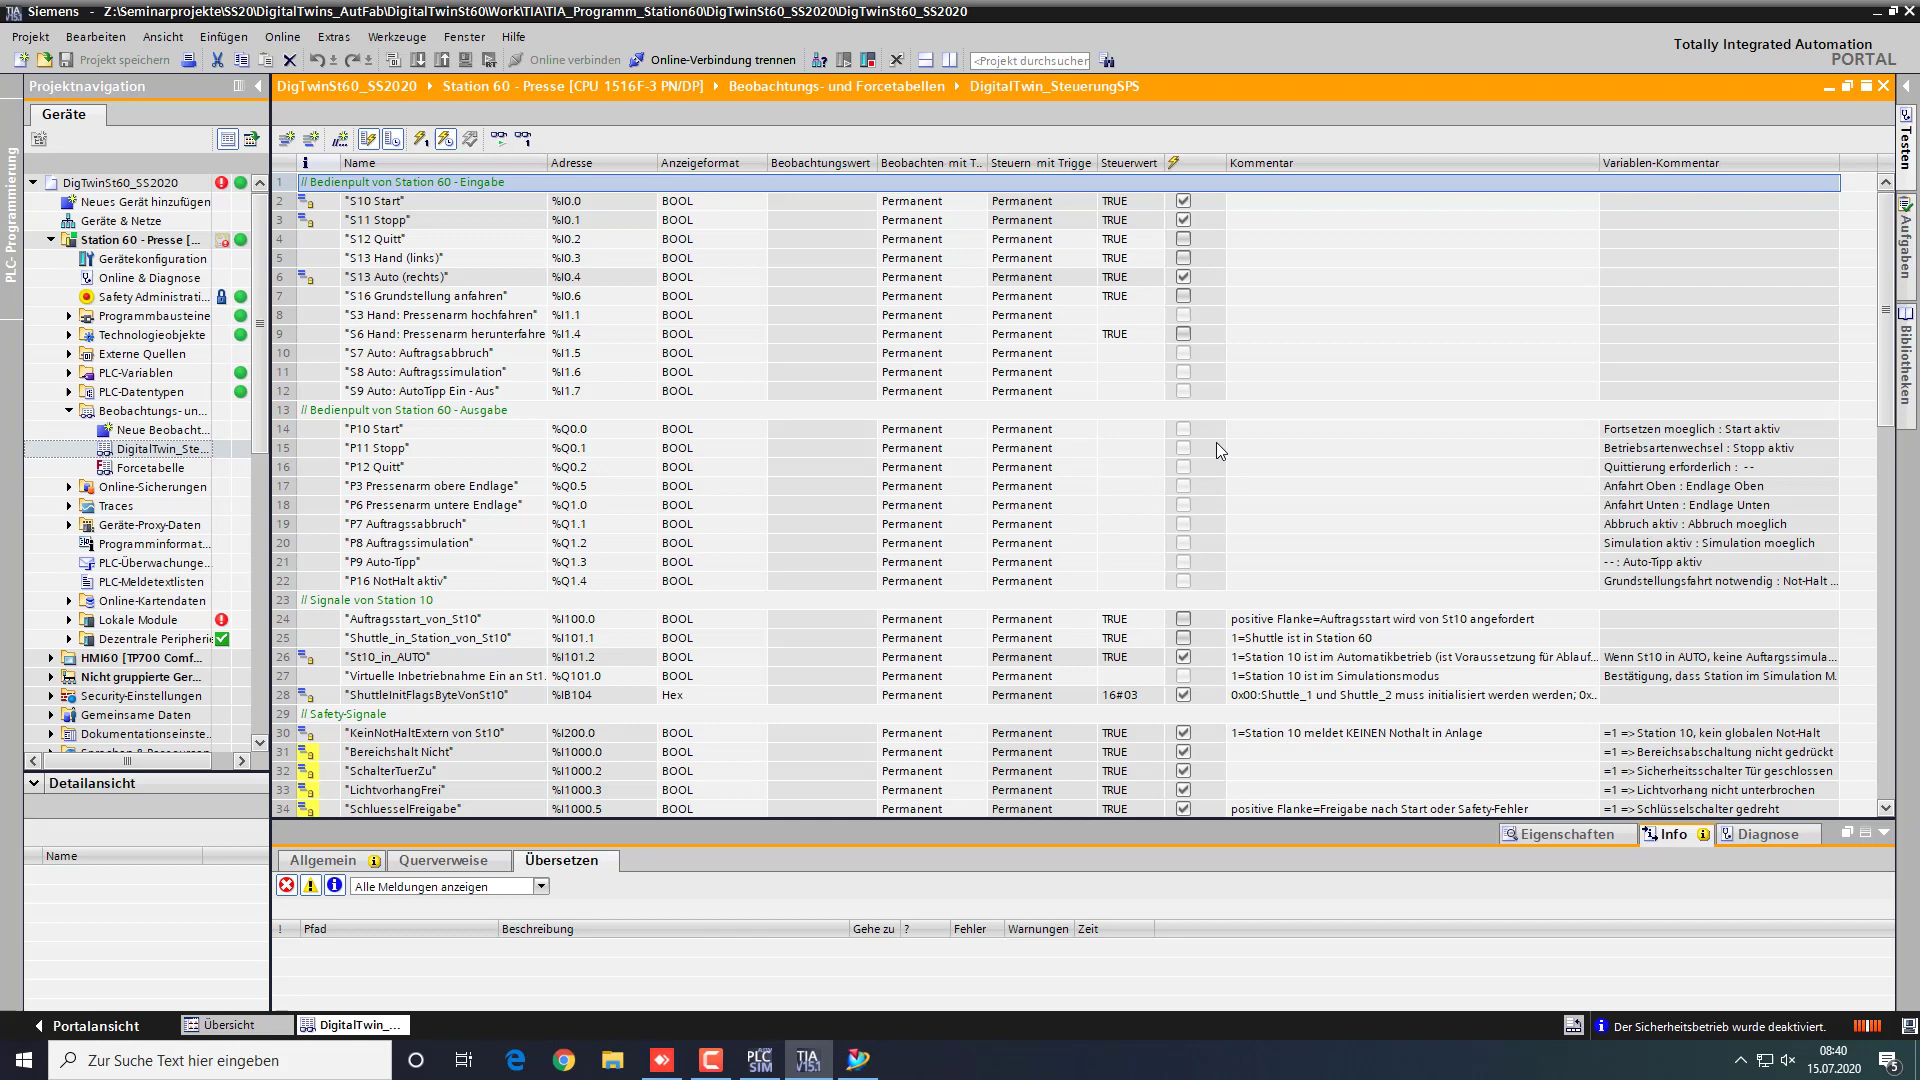 Siemens - Z:\Seminarprojekte\SS20\DigitalTwins_AutFab\DigitalTwinSt60\Work\TIA\TIA_Programm_Station60\DigTwinSt60_SS2020\DigTwinSt60_SS2020
Projekt Bearbeiten Ansicht Einfügen Online Extras Werkzeuge Fenster Hilfe
Totally Integrated Automation
PORTAL
Projekt speichern Online verbinden Online-Verbindung trennen <Projekt durchsuchen
Projektnavigation
DigTwinSt60_SS2020 Station 60 - Presse [CPU 1516F-3 PN/DP] Beobachtungs- und Forcetabellen DigitalTwin_SteuerungSPS
Geräte
PLC- Programmierung
DigTwinSt60_SS2020
Neues Gerät hinzufügen
Geräte & Netze
Station 60 - Presse [...
Gerätekonfiguration
Online & Diagnose
Safety Administrati...
Programmbausteine
Technologieobjekte
Externe Quellen
PLC-Variablen
PLC-Datentypen
Beobachtungs- un...
Neue Beobacht...
DigitalTwin_Ste...
Forcetabelle
Online-Sicherungen
Traces
Geräte-Proxy-Daten
Programminformat...
PLC-Überwachunge...
PLC-Meldetextlisten
Online-Kartendaten
Lokale Module
Dezentrale Peripherie
HMI60 [TP700 Comf...
Nicht gruppierte Ger...
Security-Einstellungen
Gemeinsame Daten
Dokumentationseinste...
Detailansicht
Name
i Name Adresse Anzeigeformat Beobachtungswert Beobachten mit T.. Steuern mit Trigge Steuerwert Kommentar Variablen-Kommentar
1 // Bedienpult von Station 60 - Eingabe
2 "S10 Start" %I0.0 BOOL Permanent Permanent TRUE
3 "S11 Stopp" %I0.1 BOOL Permanent Permanent TRUE
4 "S12 Quitt" %I0.2 BOOL Permanent Permanent TRUE
5 "S13 Hand (links)" %I0.3 BOOL Permanent Permanent TRUE
6 "S13 Auto (rechts)" %I0.4 BOOL Permanent Permanent TRUE
7 "S16 Grundstellung anfahren" %I0.6 BOOL Permanent Permanent TRUE
8 "S3 Hand: Pressenarm hochfahren" %I1.1 BOOL Permanent Permanent
9 "S6 Hand: Pressenarm herunterfahre %I1.4 BOOL Permanent Permanent TRUE
10 "S7 Auto: Auftragsabbruch" %I1.5 BOOL Permanent Permanent
11 "S8 Auto: Auftragssimulation" %I1.6 BOOL Permanent Permanent
12 "S9 Auto: AutoTipp Ein - Aus" %I1.7 BOOL Permanent Permanent
13 // Bedienpult von Station 60 - Ausgabe
14 "P10 Start" %Q0.0 BOOL Permanent Permanent Fortsetzen moeglich : Start aktiv
15 "P11 Stopp" %Q0.1 BOOL Permanent Permanent Betriebsartenwechsel : Stopp aktiv
16 "P12 Quitt" %Q0.2 BOOL Permanent Permanent Quittierung erforderlich : --
17 "P3 Pressenarm obere Endlage" %Q0.5 BOOL Permanent Permanent Anfahrt Oben : Endlage Oben
18 "P6 Pressenarm untere Endlage" %Q1.0 BOOL Permanent Permanent Anfahrt Unten : Endlage Unten
19 "P7 Auftragssabbruch" %Q1.1 BOOL Permanent Permanent Abbruch aktiv : Abbruch moeglich
20 "P8 Auftragssimulation" %Q1.2 BOOL Permanent Permanent Simulation aktiv : Simulation moeglich
21 "P9 Auto-Tipp" %Q1.3 BOOL Permanent Permanent -- : Auto-Tipp aktiv
22 "P16 NotHalt aktiv" %Q1.4 BOOL Permanent Permanent Grundstellungsfahrt notwendig : Not-Halt ...
23 // Signale von Station 10
24 "Auftragsstart_von_St10" %I100.0 BOOL Permanent Permanent TRUE positive Flanke=Auftragsstart wird von St10 angefordert
25 "Shuttle_in_Station_von_St10" %I101.1 BOOL Permanent Permanent TRUE 1=Shuttle ist in Station 60
26 "St10_in_AUTO" %I101.2 BOOL Permanent Permanent TRUE 1=Station 10 ist im Automatikbetrieb (ist Voraussetzung für Ablauf... Wenn St10 in AUTO, keine Auftargssimula...
27 "Virtuelle Inbetriebnahme Ein an St1. %Q101.0 BOOL Permanent Permanent 1=Station 10 ist im Simulationsmodus Bestätigung, dass Station im Simulation M.
28 "ShuttleInitFlagsByteVonSt10" %IB104 Hex Permanent Permanent 16#03 0x00:Shuttle_1 und Shuttle_2 muss initialisiert werden werden; 0x...
29 // Safety-Signale
30 "KeinNotHaltExtern von St10" %I200.0 BOOL Permanent Permanent TRUE 1=Station 10 meldet KEINEN Nothalt in Anlage =1 => Station 10, kein globalen Not-Halt
31 "Bereichshalt Nicht" %I1000.0 BOOL Permanent Permanent TRUE =1 => Bereichsabschaltung nicht gedrückt
32 "SchalterTuerZu" %I1000.2 BOOL Permanent Permanent TRUE =1 => Sicherheitsschalter Tür geschlossen
33 "LichtvorhangFrei" %I1000.3 BOOL Permanent Permanent TRUE =1 => Lichtvorhang nicht unterbrochen
34 "SchluesselFreigabe" %I1000.5 BOOL Permanent Permanent TRUE positive Flanke=Freigabe nach Start oder Safety-Fehler =1 => Schlüsselschalter gedreht
Testen
Aufgaben
Bibliotheken
Eigenschaften Info Diagnose
Allgemein Querverweise Übersetzen
Alle Meldungen anzeigen
! Pfad Beschreibung Gehe zu ? Fehler Warnungen Zeit
Portalansicht Übersicht DigitalTwin_... Der Sicherheitsbetrieb wurde deaktiviert.
Zur Suche Text hier eingeben
PLC SIM
TIA V15.1
08:40
15.07.2020
5